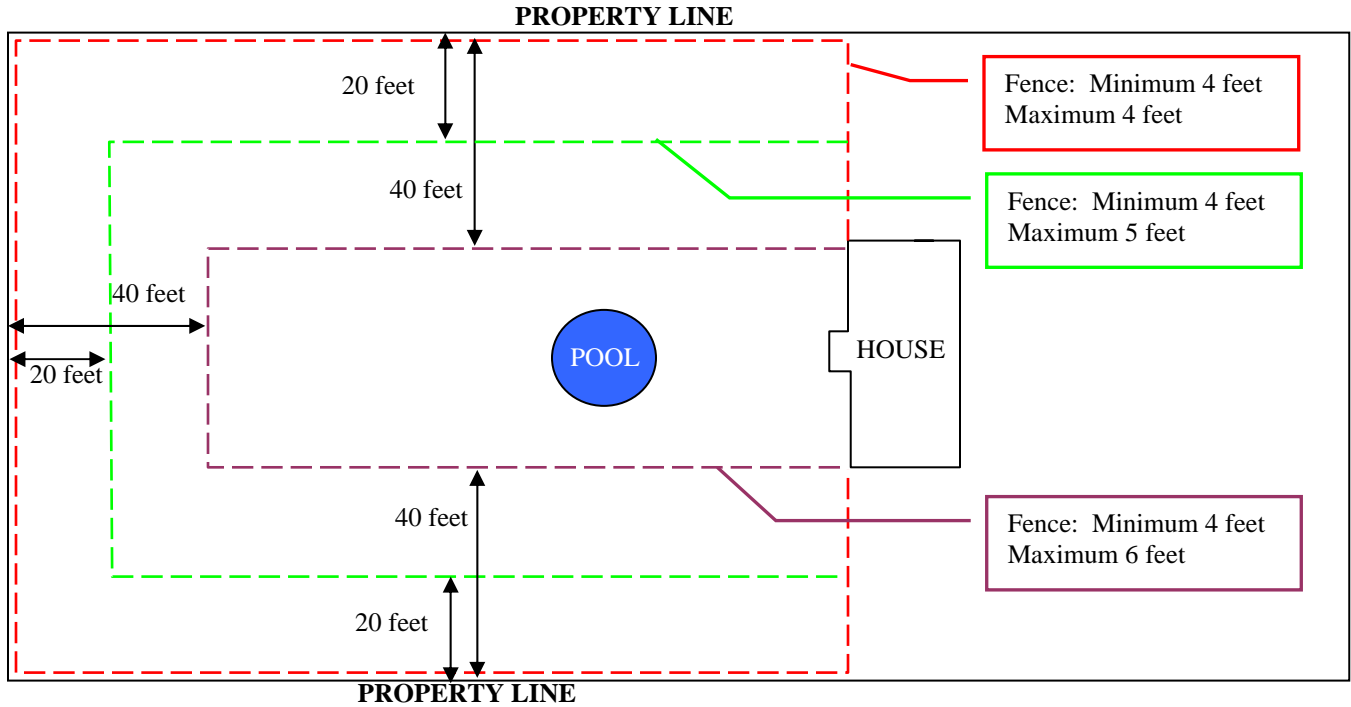 PROPERTY LINE
20 feet
Fence: Minimum 4 feet
Maximum 4 feet
40 feet
Fence: Minimum 4 feet
Maximum 5 feet
40 feet
20 feet
POOL
HOUSE
40 feet
Fence: Minimum 4 feet
Maximum 6 feet
20 feet
PROPERTY LINE